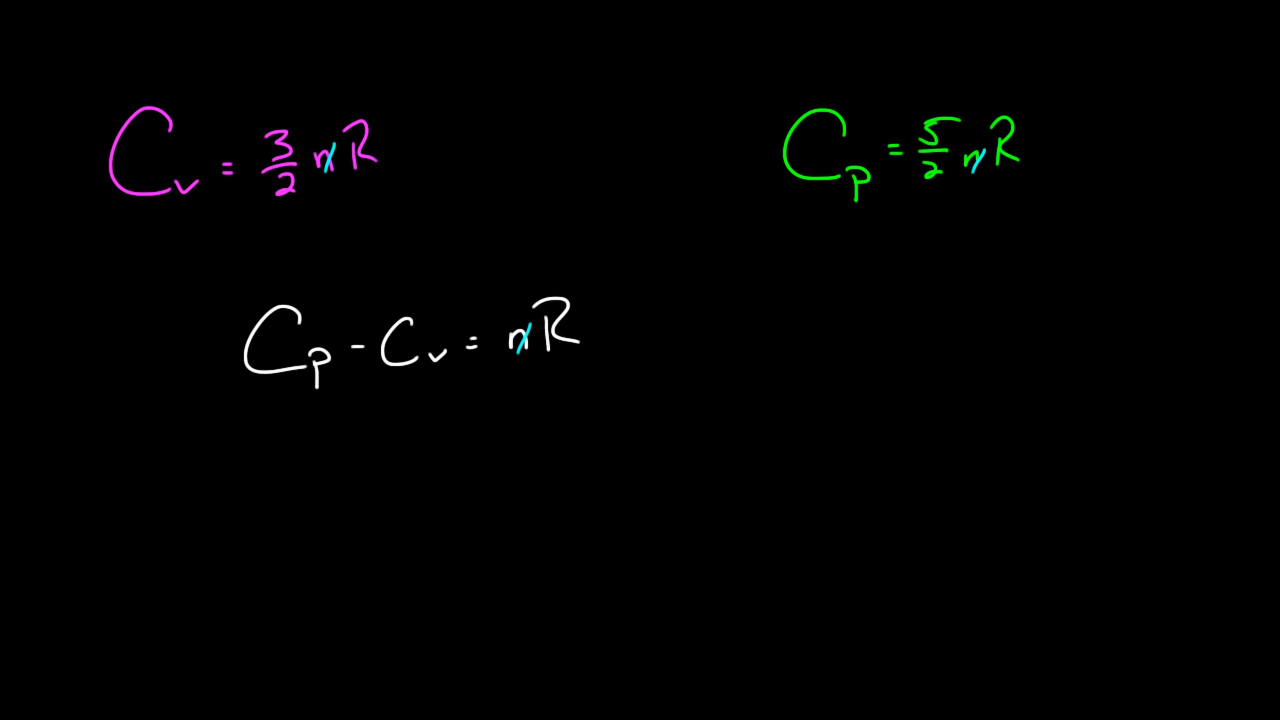 Cv = 3/2 nR
Cp = 5/2 nR
Cp - Cv = nR